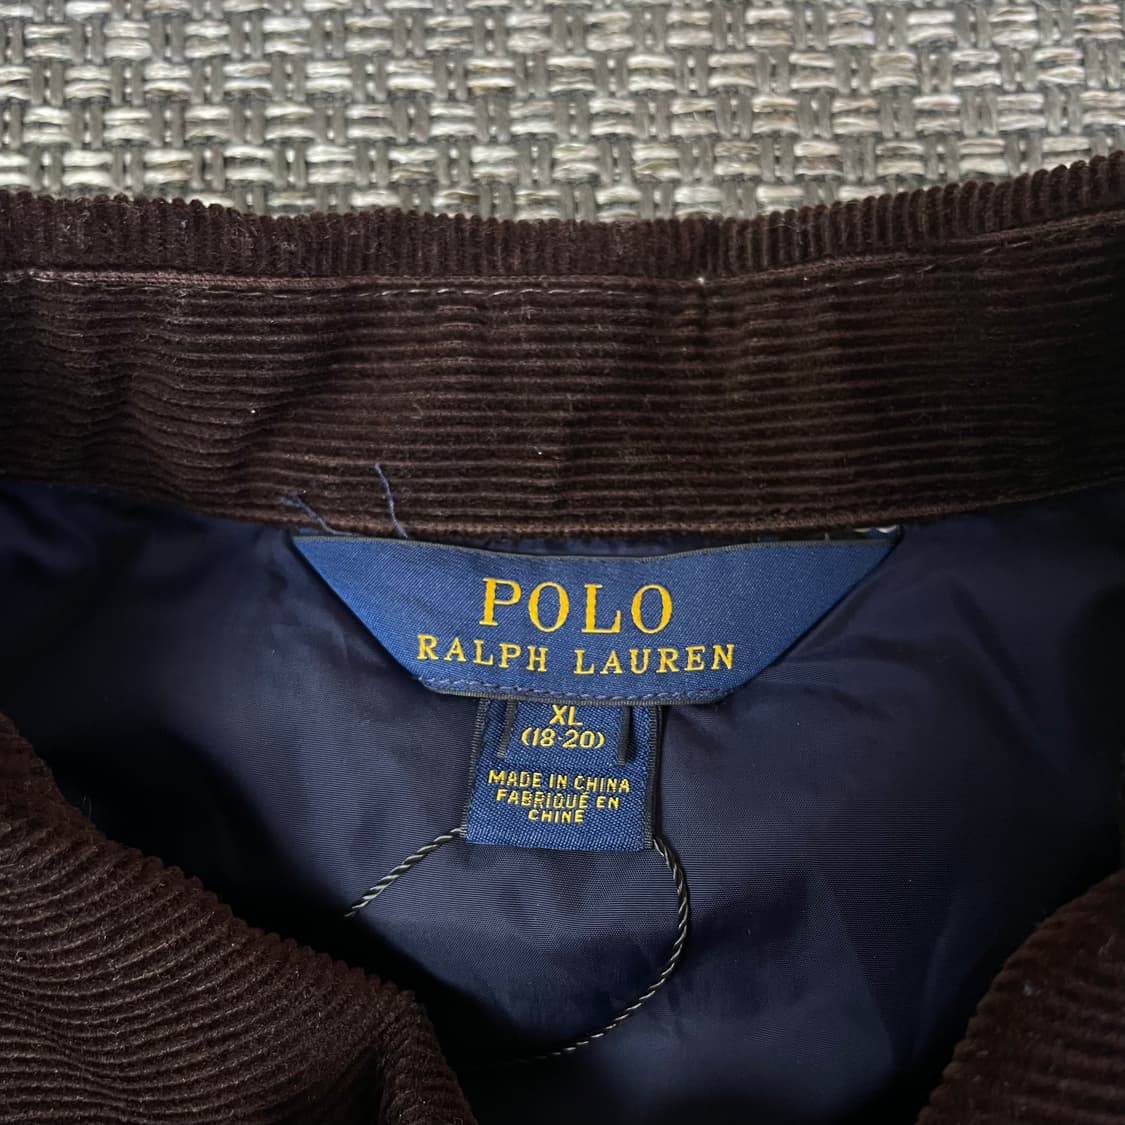 POLO
RALPH LAUREN
XL
(18-20)
MADE IN CHINA
FABRIQUÉ EN
CHINE